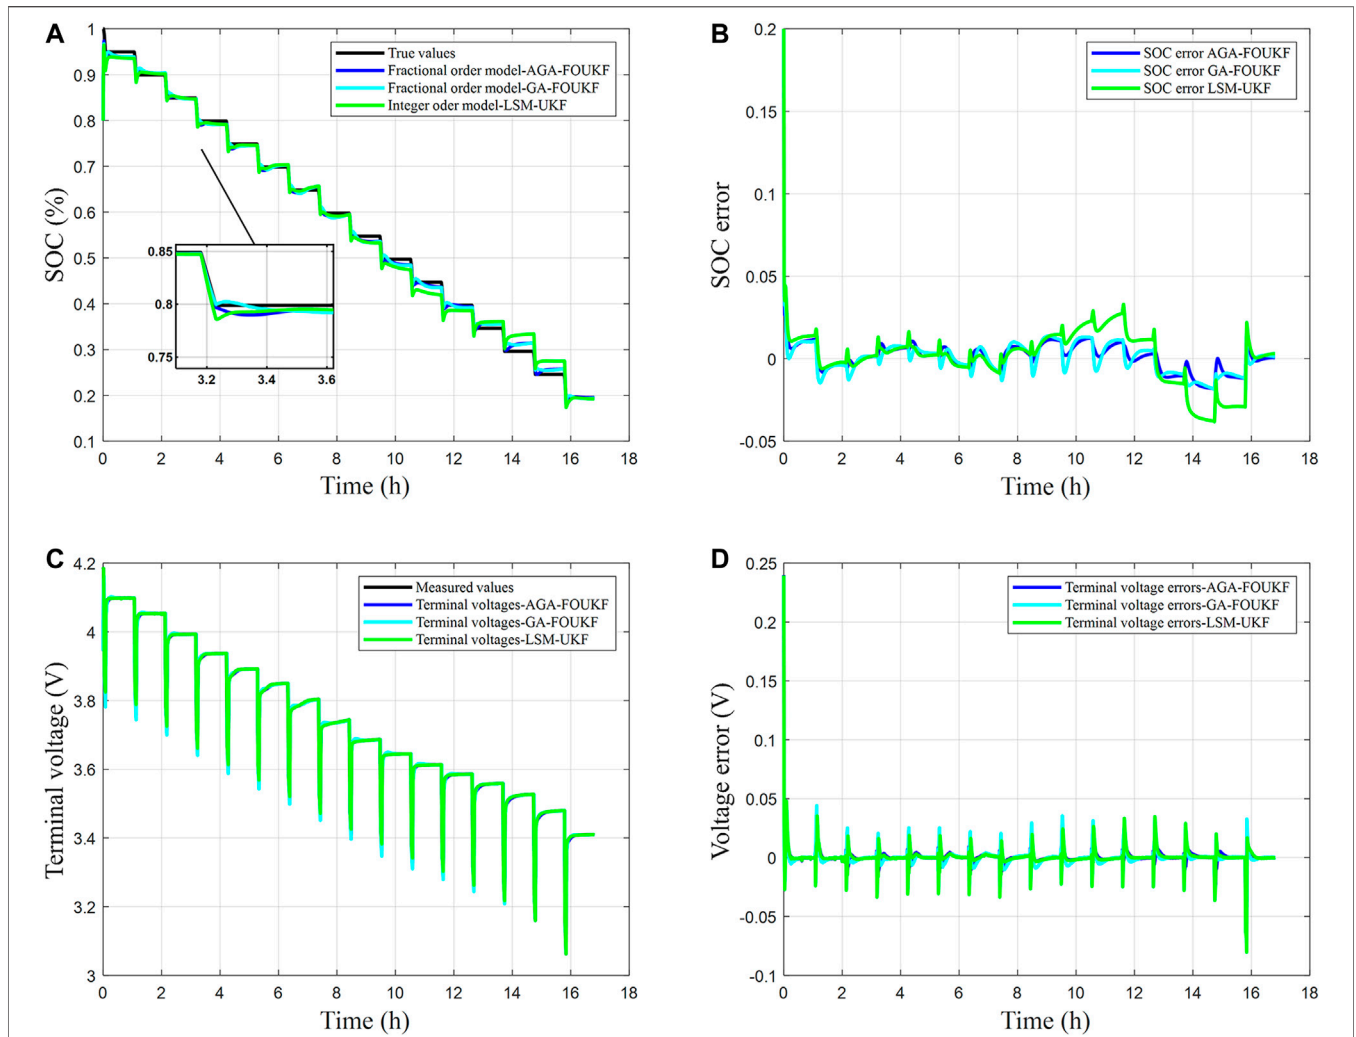 A
1
0.9
0.8
0.7
0.6
0.5
0.4
0.3
0.2
0.1
SOC (%)
True values
Fractional order model-AGA-FOUKF
Fractional order model-GA-FOUKF
Integer oder model-LSM-UKF
0.85
0.8
0.75
3.2 3.4 3.6
0 2 4 6 8 10 12 14 16 18
Time (h)
B
0.2
0.15
0.1
0.05
0
-0.05
SOC error
SOC error AGA-FOUKF
SOC error GA-FOUKF
SOC error LSM-UKF
0 2 4 6 8 10 12 14 16 18
Time (h)
C
4.2
4
3.8
3.6
3.4
3.2
3
Terminal voltage (V)
Measured values
Terminal voltages-AGA-FOUKF
Terminal voltages-GA-FOUKF
Terminal voltages-LSM-UKF
0 2 4 6 8 10 12 14 16 18
Time (h)
D
0.25
0.2
0.15
0.1
0.05
0
-0.05
-0.1
Voltage error (V)
Terminal voltage errors-AGA-FOUKF
Terminal voltage errors-GA-FOUKF
Terminal voltage errors-LSM-UKF
0 2 4 6 8 10 12 14 16 18
Time (h)